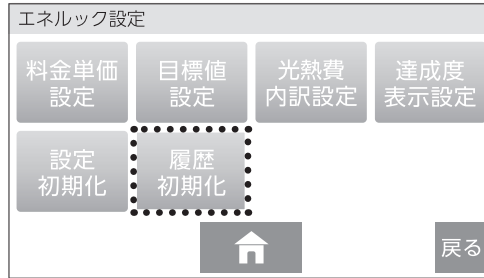 エネルック設定
料金単価
設定
目標値
設定
光熱費
内訳設定
達成度
表示設定
設定
初期化
履歴
初期化
戻る